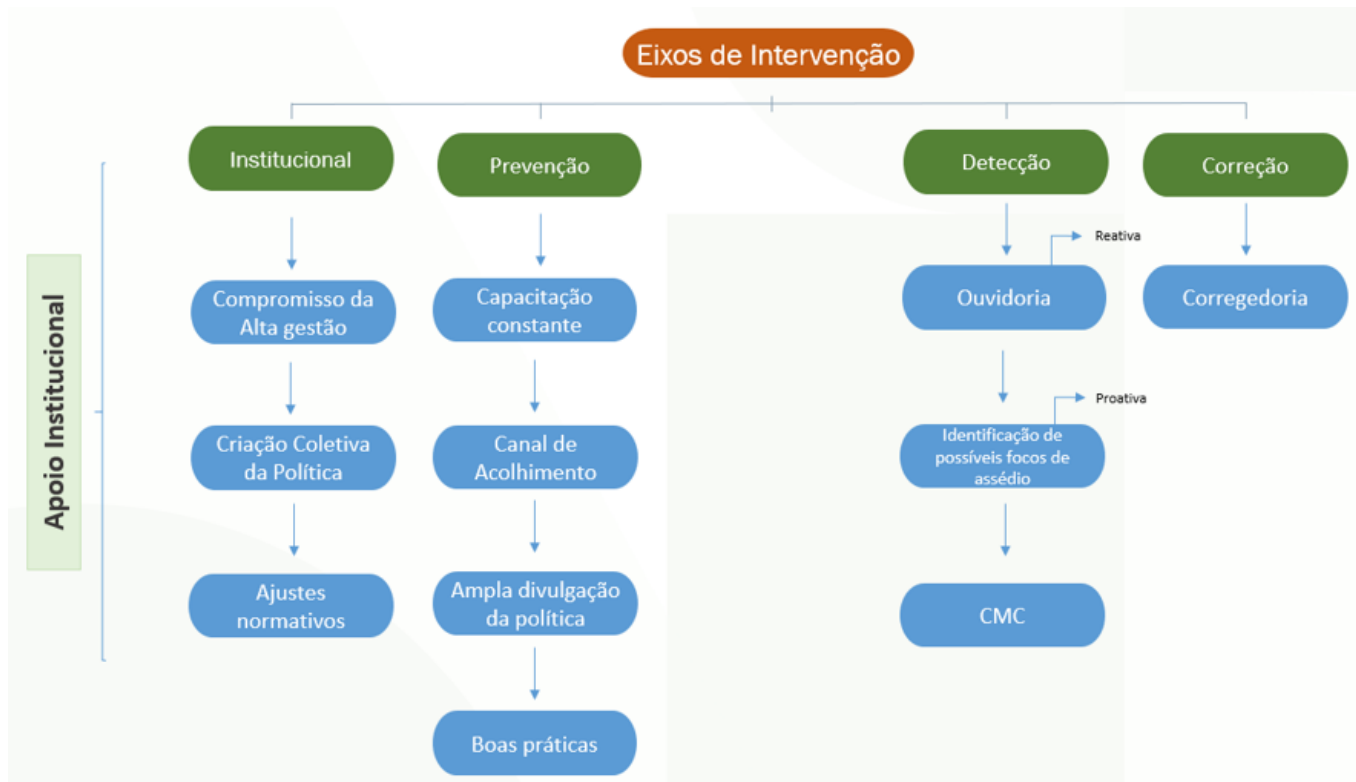 Eixos de Intervenção
Institucional
Prevenção
Detecção
Correção
Apoio Institucional
Compromisso da
Alta gestão
Criação Coletiva
da Política
Ajustes
normativos
Capacitação
constante
Canal de
Acolhimento
Ampla divulgação
da política
Boas práticas
Reativa
Ouvidoria
Proativa
Identificação de
possíveis focos de
assédio
CMC
Corregedoria